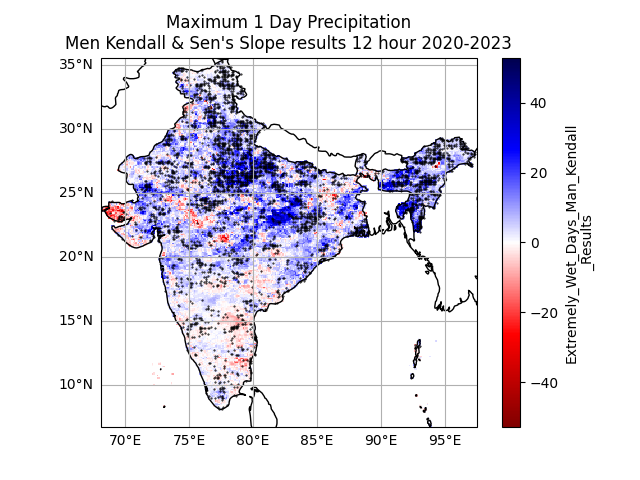 Maximum 1 Day Precipitation
Men Kendall & Sen's Slope results 12 hour 2020-2023
35°N
30°N
25°N
20°N
15°N
10°N
70°E 75°E 80°E 85°E 90°E 95°E
40
20
0
−20
−40
Extremely_Wet_Days_Man_Kendall
_Results